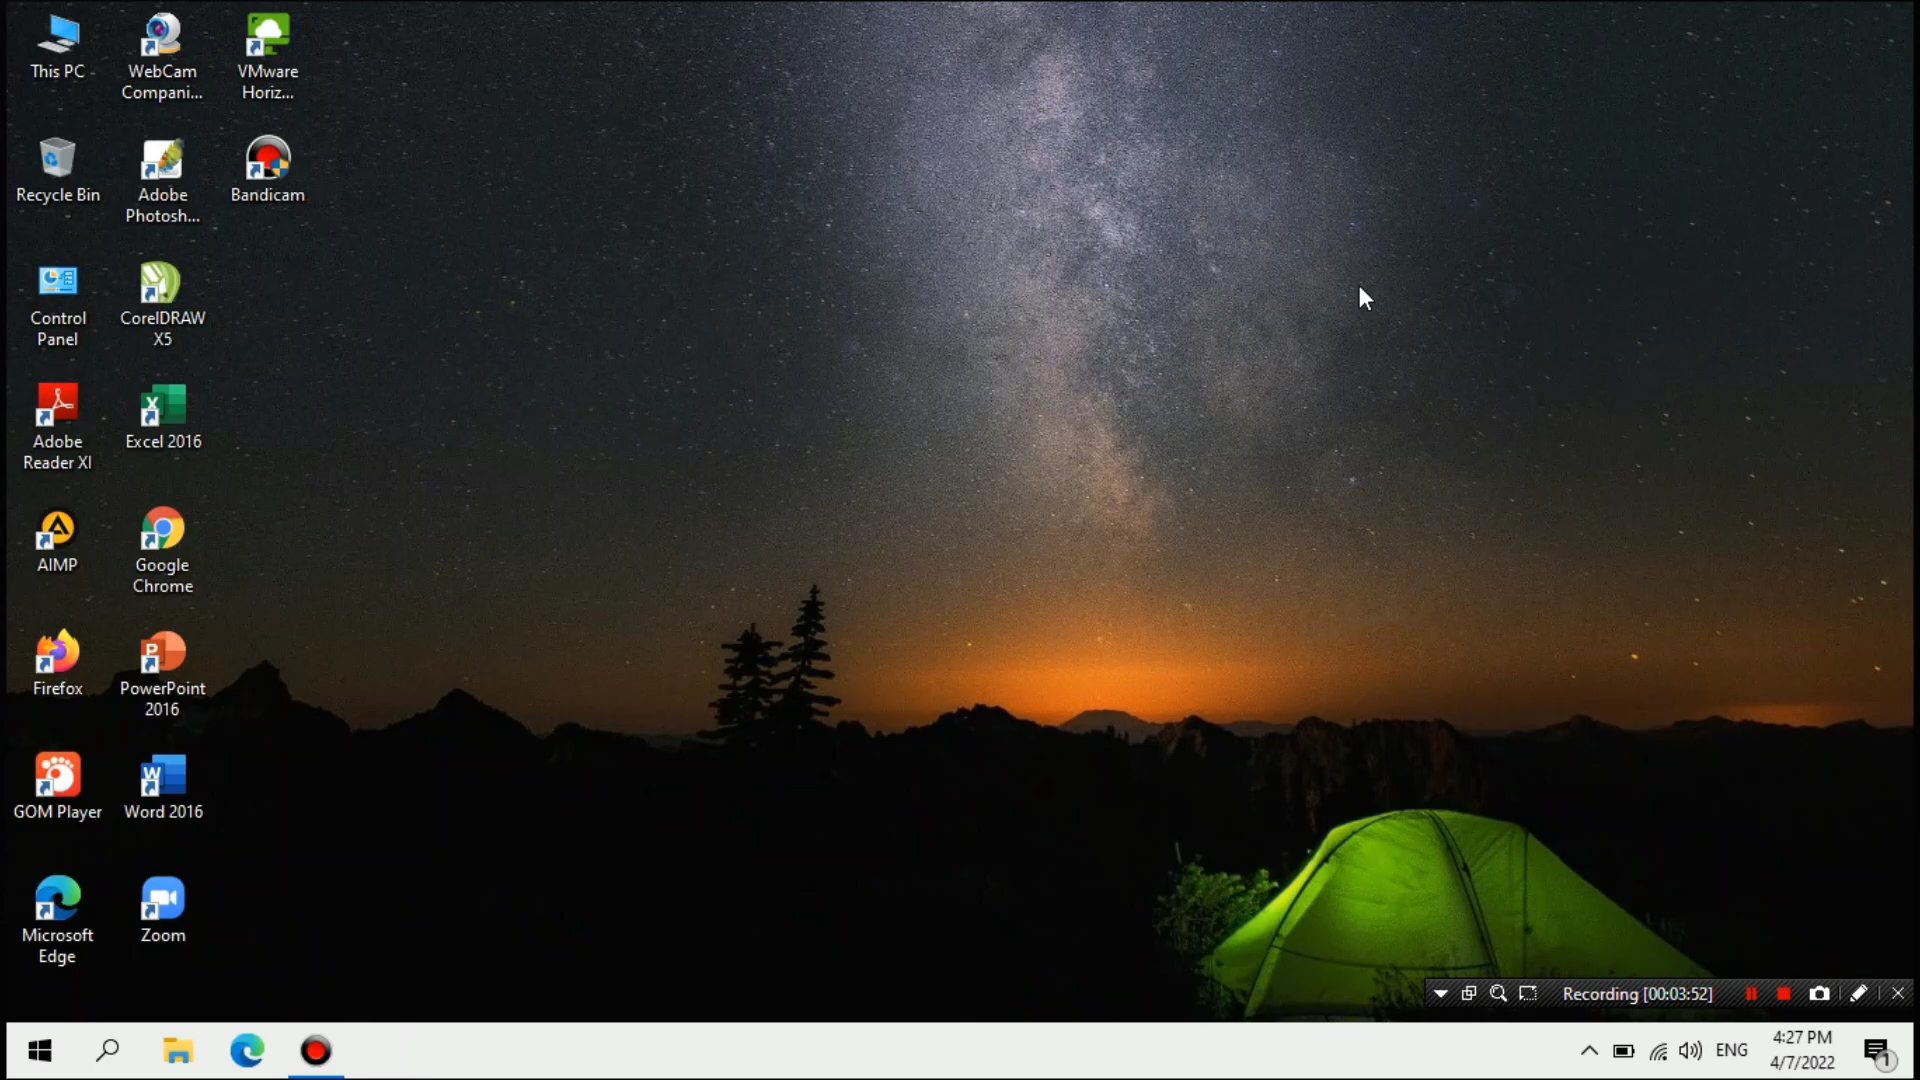 This PC
WebCam
Compani...
VMware
Horiz...
Recycle Bin
Adobe
Photosh...
Bandicam
Control
Panel
CorelDRAW
X5
Adobe
Reader XI
Excel 2016
AIMP
Google
Chrome
Firefox
PowerPoint
2016
GOM Player
Word 2016
Microsoft
Edge
Zoom
Recording [00:03:52]
ENG
4:27 PM
4/7/2022
1